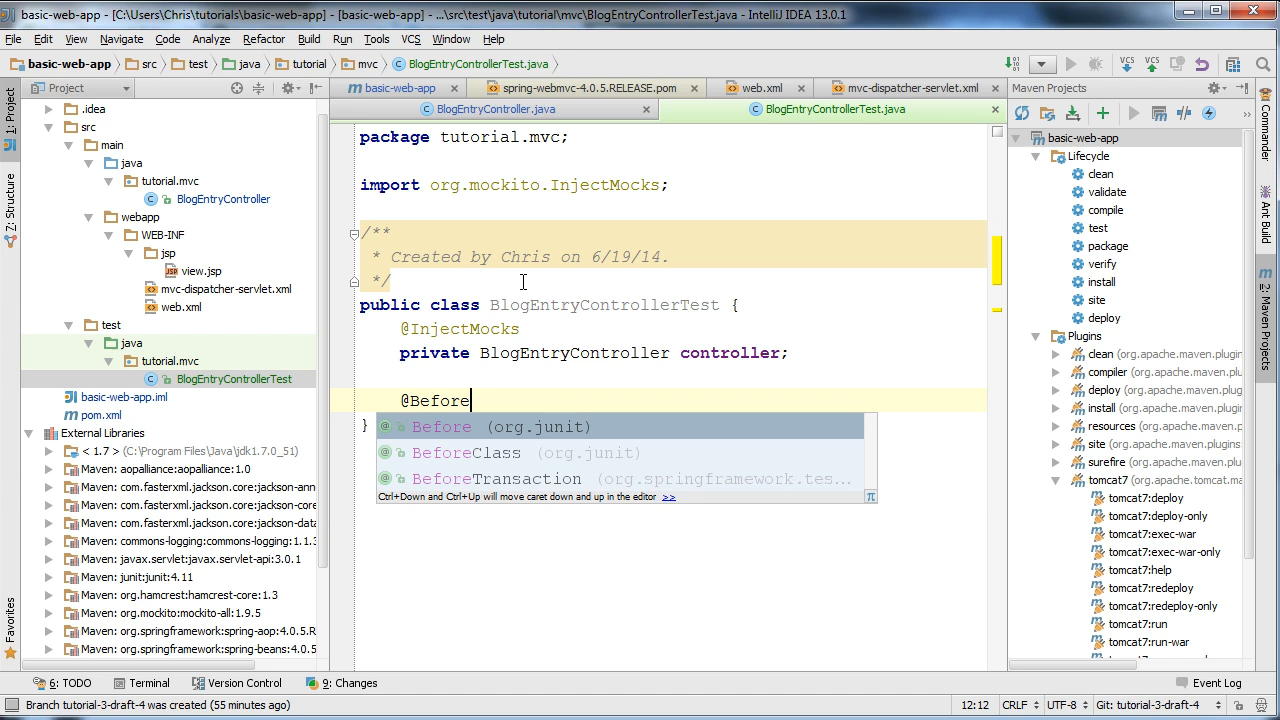 basic-web-app - [C:\Users\Chris\tutorials\basic-web-app] - [basic-web-app] - ...\src\test\java\tutorial\mvc\BlogEntryControllerTest.java - IntelliJ IDEA 13.0.1
File Edit View Navigate Code Analyze Refactor Build Run Tools VCS Window Help
basic-web-app src test java tutorial mvc BlogEntryControllerTest.java VCS VCS
Project
basic-web-app spring-webmvc-4.0.5.RELEASE.pom web.xml mvc-dispatcher-servlet.xml
Maven Projects
BlogEntryController.java BlogEntryControllerTest.java
1: Project
7: Structure
Favorites
.idea
src
main
java
tutorial.mvc
BlogEntryController
webapp
WEB-INF
jsp
view.jsp
mvc-dispatcher-servlet.xml
web.xml
test
java
tutorial.mvc
BlogEntryControllerTest
basic-web-app.iml
pom.xml
External Libraries
< 1.7 > (C:\Program Files\Java\jdk1.7.0_51)
Maven: aopalliance:aopalliance:1.0
Maven: com.fasterxml.jackson.core:jackson-ann
Maven: com.fasterxml.jackson.core:jackson-core
Maven: com.fasterxml.jackson.core:jackson-data
Maven: commons-logging:commons-logging:1.1.3
Maven: javax.servlet:javax.servlet-api:3.0.1
Maven: junit:junit:4.11
Maven: org.hamcrest:hamcrest-core:1.3
Maven: org.mockito:mockito-all:1.9.5
Maven: org.springframework:spring-aop:4.0.5.R
Maven: org.springframework:spring-beans:4.0.5
package tutorial.mvc;
import org.mockito.InjectMocks;
/**
* Created by Chris on 6/19/14.
*/
public class BlogEntryControllerTest {
@InjectMocks
private BlogEntryController controller;
@Before
}
Before (org.junit)
BeforeClass (org.junit)
BeforeTransaction (org.springframework.tes...
Ctrl+Down and Ctrl+Up will move caret down and up in the editor >> π
basic-web-app
Lifecycle
clean
validate
compile
test
package
verify
install
site
deploy
Plugins
clean (org.apache.maven.plugin
compiler (org.apache.maven.plu
deploy (org.apache.maven.plugi
install (org.apache.maven.plugi
jar (org.apache.maven.plugins:
resources (org.apache.maven.p
site (org.apache.maven.plugins
surefire (org.apache.maven.plu
tomcat7 (org.apache.tomcat.ma
tomcat7:deploy
tomcat7:deploy-only
tomcat7:exec-war
tomcat7:exec-war-only
tomcat7:help
tomcat7:redeploy
tomcat7:redeploy-only
tomcat7:run
tomcat7:run-war
Commander
Ant Build
Maven Projects
6: TODO Terminal Version Control 9: Changes Event Log
Branch tutorial-3-draft-4 was created (55 minutes ago) 12:12 CRLF UTF-8 Git: tutorial-3-draft-4